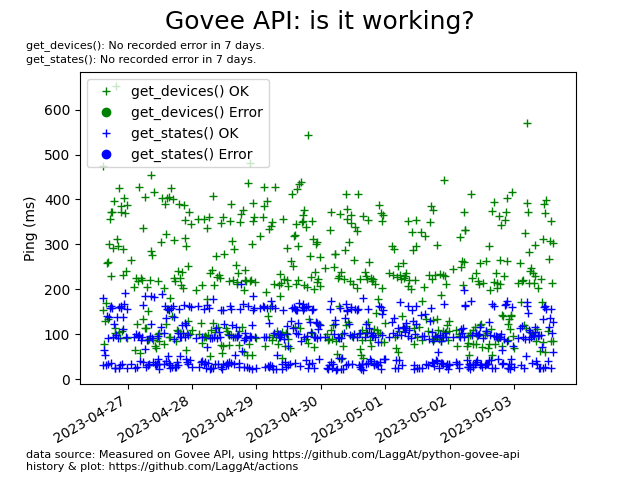 Govee API: is it working?
get_devices(): No recorded error in 7 days.
get_states(): No recorded error in 7 days.
get_devices() OK
get_devices() Error
get_states() OK
get_states() Error
600
500
400
300
200
100
0
Ping (ms)
2023-04-27
2023-04-28
2023-04-29
2023-04-30
2023-05-01
2023-05-02
2023-05-03
data source: Measured on Govee API, using https://github.com/LaggAt/python-govee-api
history & plot: https://github.com/LaggAt/actions